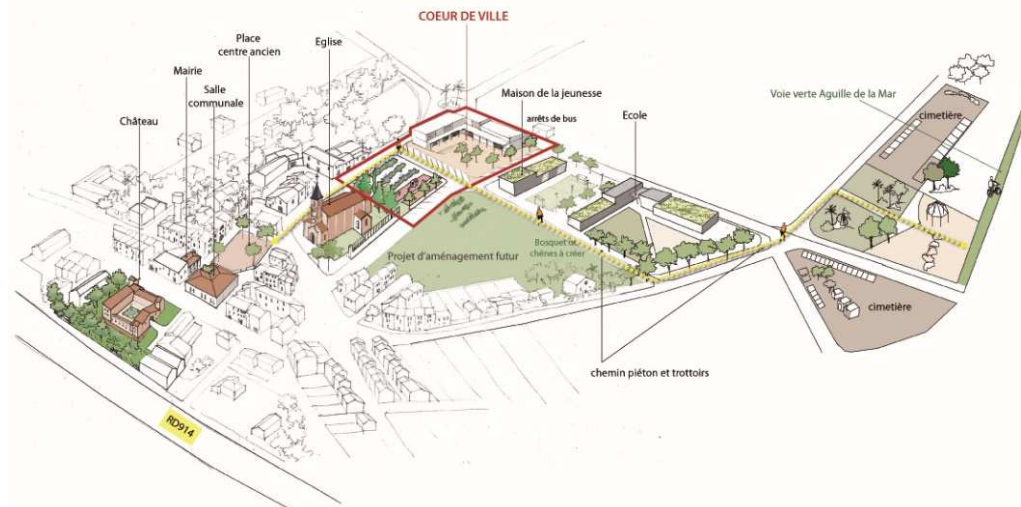 COEUR DE VILLE
Place
centre ancien
Eglise
Mairie
Salle
communale
Château
Maison de la jeunesse
arrêts de bus
Ecole
Voie verte Aguille de la Mar
cimetière
Projet d'aménagement futur
Bosquet de
chênes à créer
cimetière
chemin piéton et trottoirs
RD914